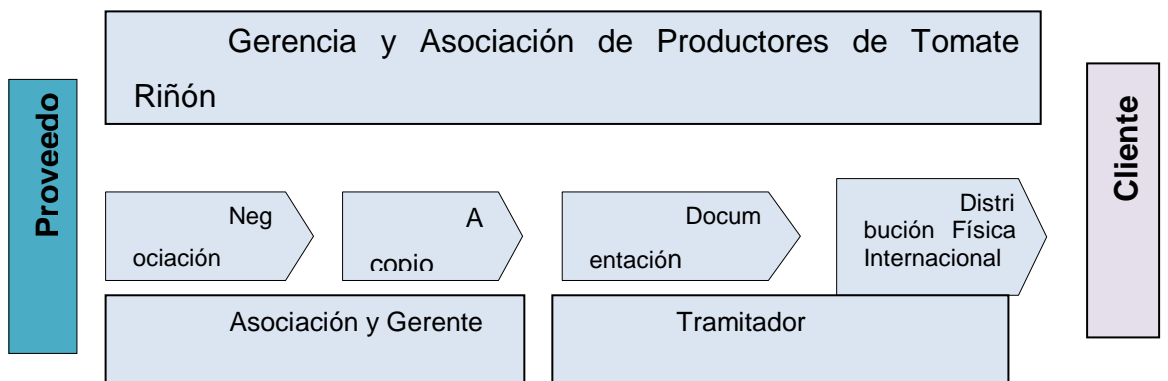 Gerencia y Asociación de Productores de Tomate
Riñón
Proveedo
Cliente
Neg
ociación
A
copio
Docum
entación
Distri
bución Física
Internacional
Asociación y Gerente
Tramitador